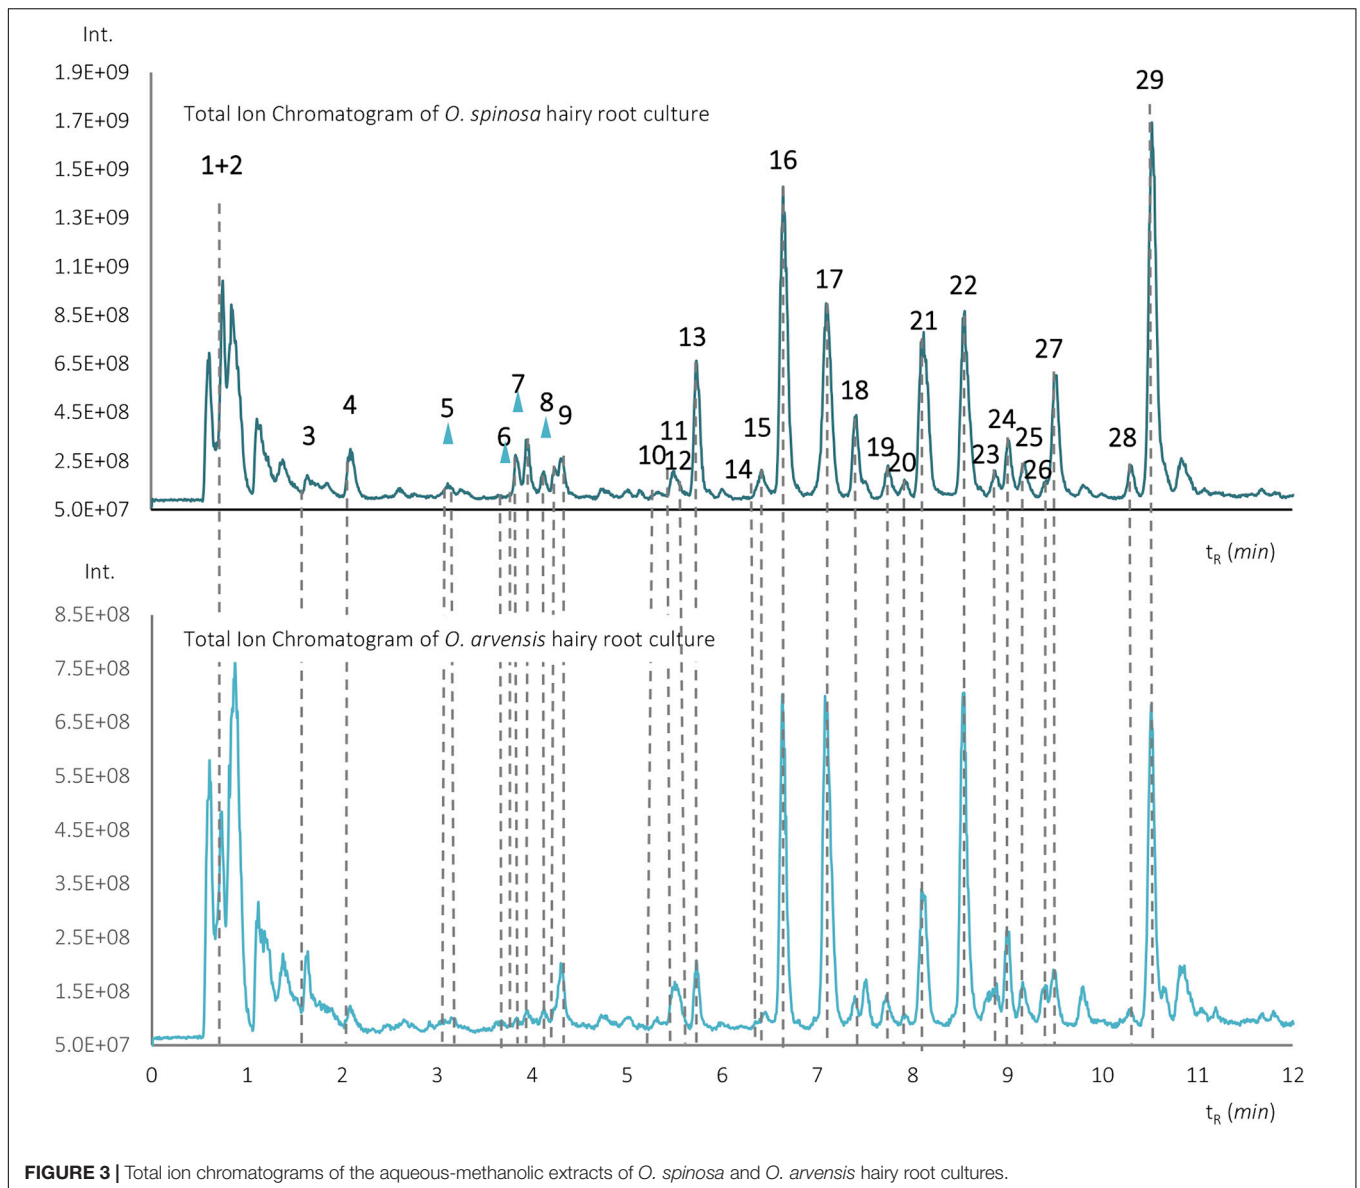 Int.
1.9E+09
1.7E+09
1.5E+09
1.3E+09
1.1E+09
8.5E+08
6.5E+08
4.5E+08
2.5E+08
5.0E+07
Total Ion Chromatogram of O. spinosa hairy root culture
1+2
3
4
5
6
7
8
9
10
11
12
13
14
15
16
17
18
19
20
21
22
23
24
25
26
27
28
29
tR (min)
Int.
8.5E+08
7.5E+08
6.5E+08
5.5E+08
4.5E+08
3.5E+08
2.5E+08
1.5E+08
5.0E+07
Total Ion Chromatogram of O. arvensis hairy root culture
0 1 2 3 4 5 6 7 8 9 10 11 12
tR (min)
FIGURE 3 | Total ion chromatograms of the aqueous-methanolic extracts of O. spinosa and O. arvensis hairy root cultures.